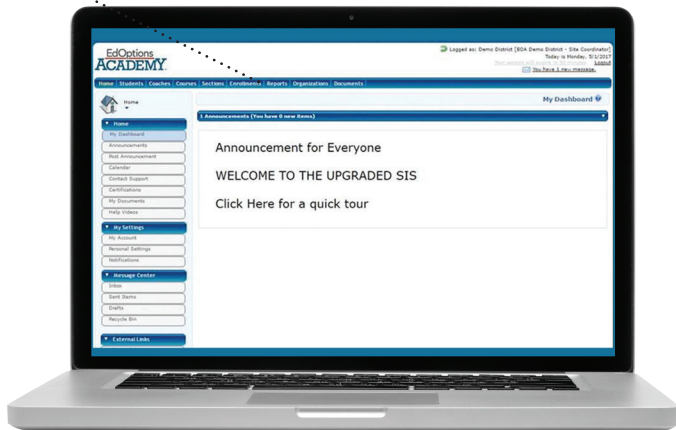 EdOptions
ACADEMY
Logged as: Demo District [EOA Demo District - Site Coordinator]
Today is Monday, 5/1/2017
Logout
You have 1 new message.
Home Students Coaches Courses Sections Enrollments Reports Organizations Documents
Home
My Dashboard
Home
My Dashboard
Announcements
Post Announcement
Calendar
Contact Support
Certifications
My Documents
Help Videos
My Settings
My Account
Personal Settings
Notifications
Message Center
Inbox
Sent Items
Drafts
Recycle Bin
External Links
1 Announcements (You have 0 new items)
Announcement for Everyone
WELCOME TO THE UPGRADED SIS
Click Here for a quick tour